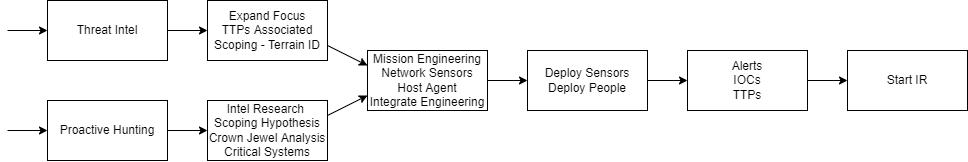 Threat Intel
Expand Focus
TTPs Associated
Scoping - Terrain ID
Proactive Hunting
Intel Research
Scoping Hypothesis
Crown Jewel Analysis
Critical Systems
Mission Engineering
Network Sensors
Host Agent
Integrate Engineering
Deploy Sensors
Deploy People
Alerts
IOCs
TTPs
Start IR